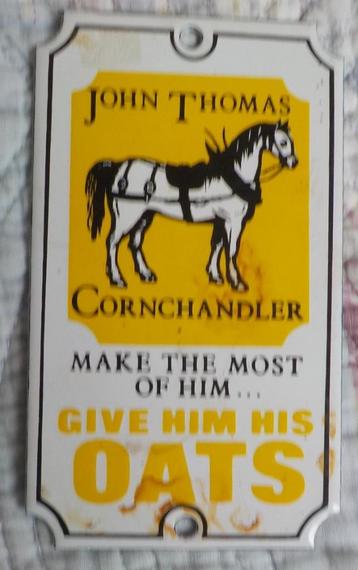 JOHN THOMAS
CORNCHANDLER
MAKE THE MOST
OF HIM...
GIVE HIM HIS
OATS